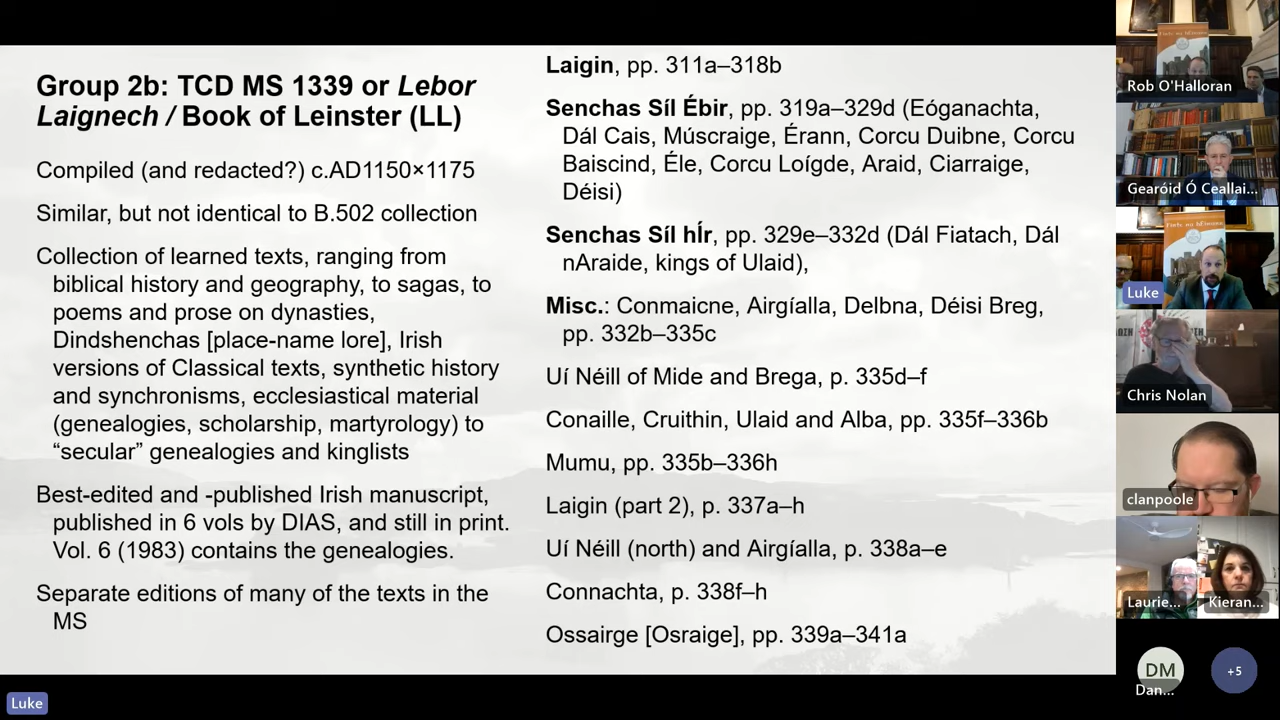 Group 2b: TCD MS 1339 or Lebor
Laignech / Book of Leinster (LL)
Compiled (and redacted?) c.AD1150×1175
Similar, but not identical to B.502 collection
Collection of learned texts, ranging from
biblical history and geography, to sagas, to
poems and prose on dynasties,
Dindshenchas [place-name lore], Irish
versions of Classical texts, synthetic history
and synchronisms, ecclesiastical material
(genealogies, scholarship, martyrology) to
“secular” genealogies and kinglists
Best-edited and -published Irish manuscript,
published in 6 vols by DIAS, and still in print.
Vol. 6 (1983) contains the genealogies.
Separate editions of many of the texts in the
MS
Laigin, pp. 311a–318b
Senchas Síl Ébir, pp. 319a–329d (Eóganachta,
Dál Cais, Múscraige, Érann, Corcu Duibne, Corcu
Baiscind, Éle, Corcu Loígde, Araid, Ciarraige,
Déisi)
Senchas Síl hÍr, pp. 329e–332d (Dál Fiatach, Dál
nAraide, kings of Ulaid),
Misc.: Conmaicne, Airgíalla, Delbna, Déisi Breg,
pp. 332b–335c
Uí Néill of Mide and Brega, p. 335d–f
Conaille, Cruithin, Ulaid and Alba, pp. 335f–336b
Mumu, pp. 335b–336h
Laigin (part 2), p. 337a–h
Uí Néill (north) and Airgíalla, p. 338a–e
Connachta, p. 338f–h
Ossairge [Osraige], pp. 339a–341a
Rob O'Halloran
Gearóid Ó Ceallai...
Luke
Chris Nolan
clanpoole
Laurie...
Kieran...
DM
Dan...
+5
Luke